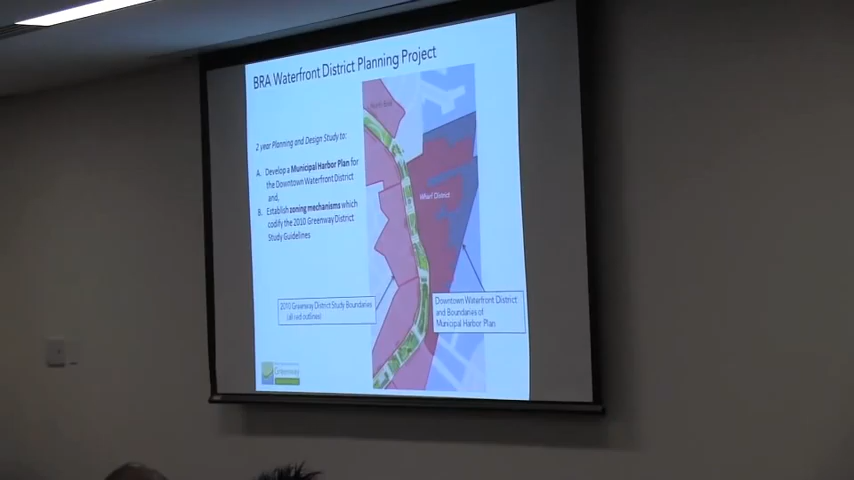 BRA Waterfront District Planning Project
2 year Planning and Design Study to:
A. Develop a Municipal Harbor Plan for
the Downtown Waterfront District
and,
B. Establish zoning mechanisms which
codify the 2010 Greenway District
Study Guidelines
North End
Wharf District
2010 Greenway District Study Boundaries
(all red outlines)
Downtown Waterfront District
and Boundaries of
Municipal Harbor Plan
Greenway